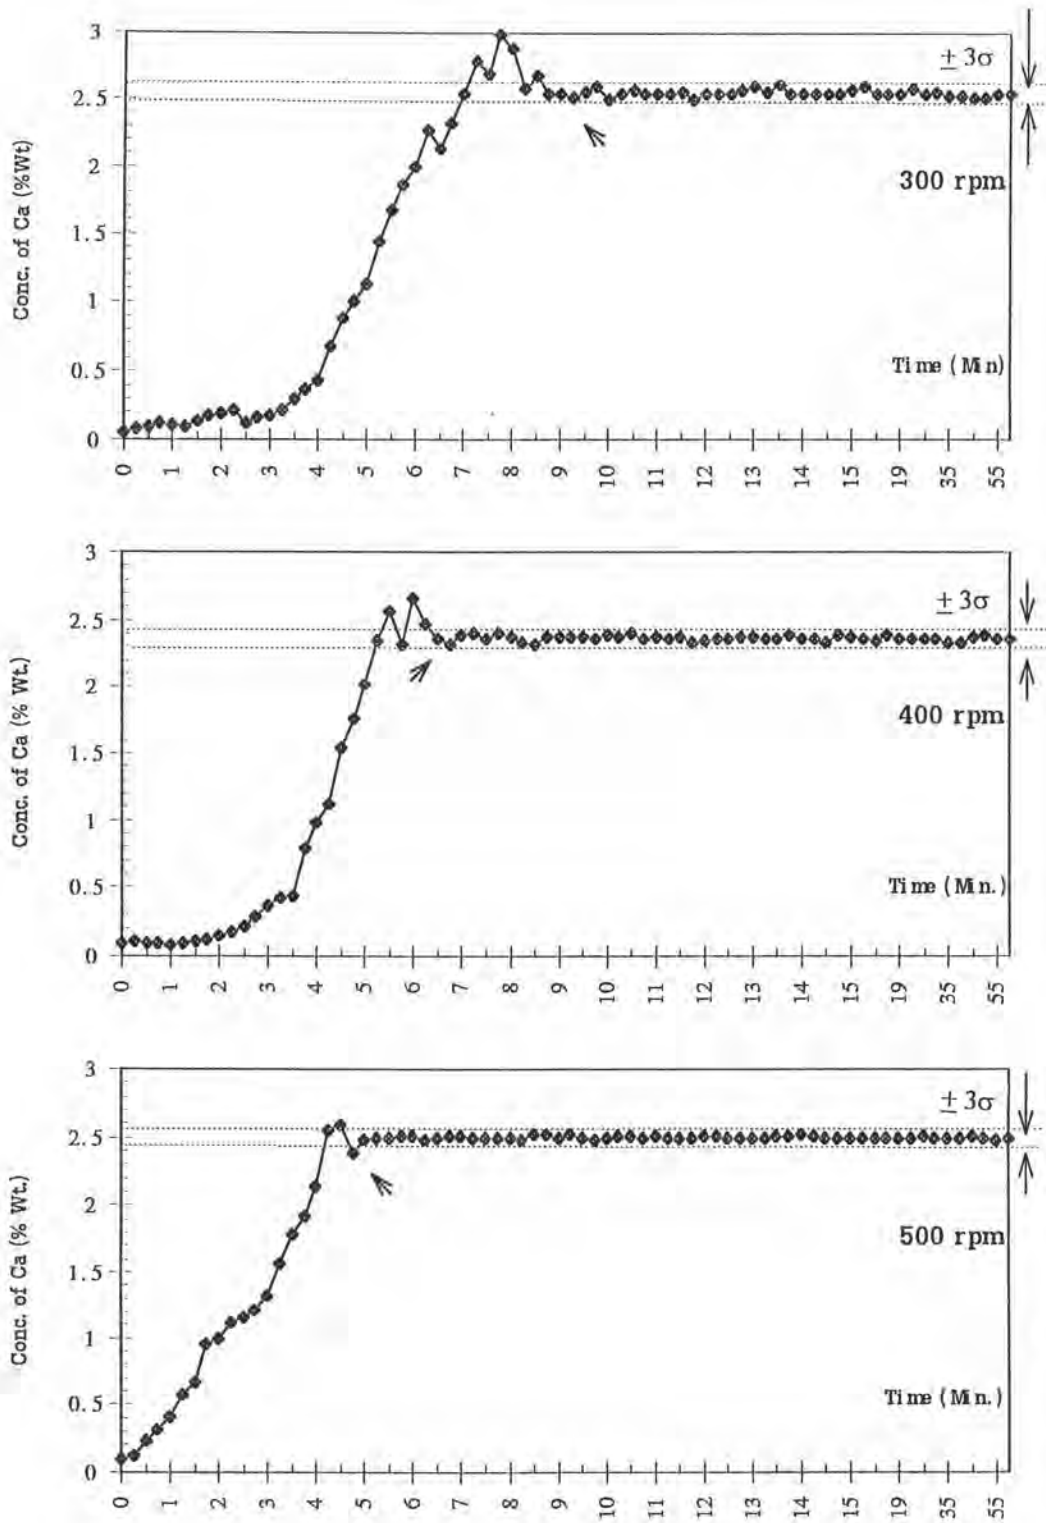 3
2.5
2
1.5
1
0.5
0
Conc. of Ca (%Wt)
± 3σ
300 rpm
Time (Min)
0 1 2 3 4 5 6 7 8 9 10 11 12 13 14 15 19 35 55
3
2.5
2
1.5
1
0.5
0
Conc. of Ca (% Wt.)
± 3σ
400 rpm
Time (Min.)
0 1 2 3 4 5 6 7 8 9 10 11 12 13 14 15 19 35 55
3
2.5
2
1.5
1
0.5
0
Conc. of Ca (% Wt.)
± 3σ
500 rpm
Time (Min.)
0 1 2 3 4 5 6 7 8 9 10 11 12 13 14 15 19 35 55